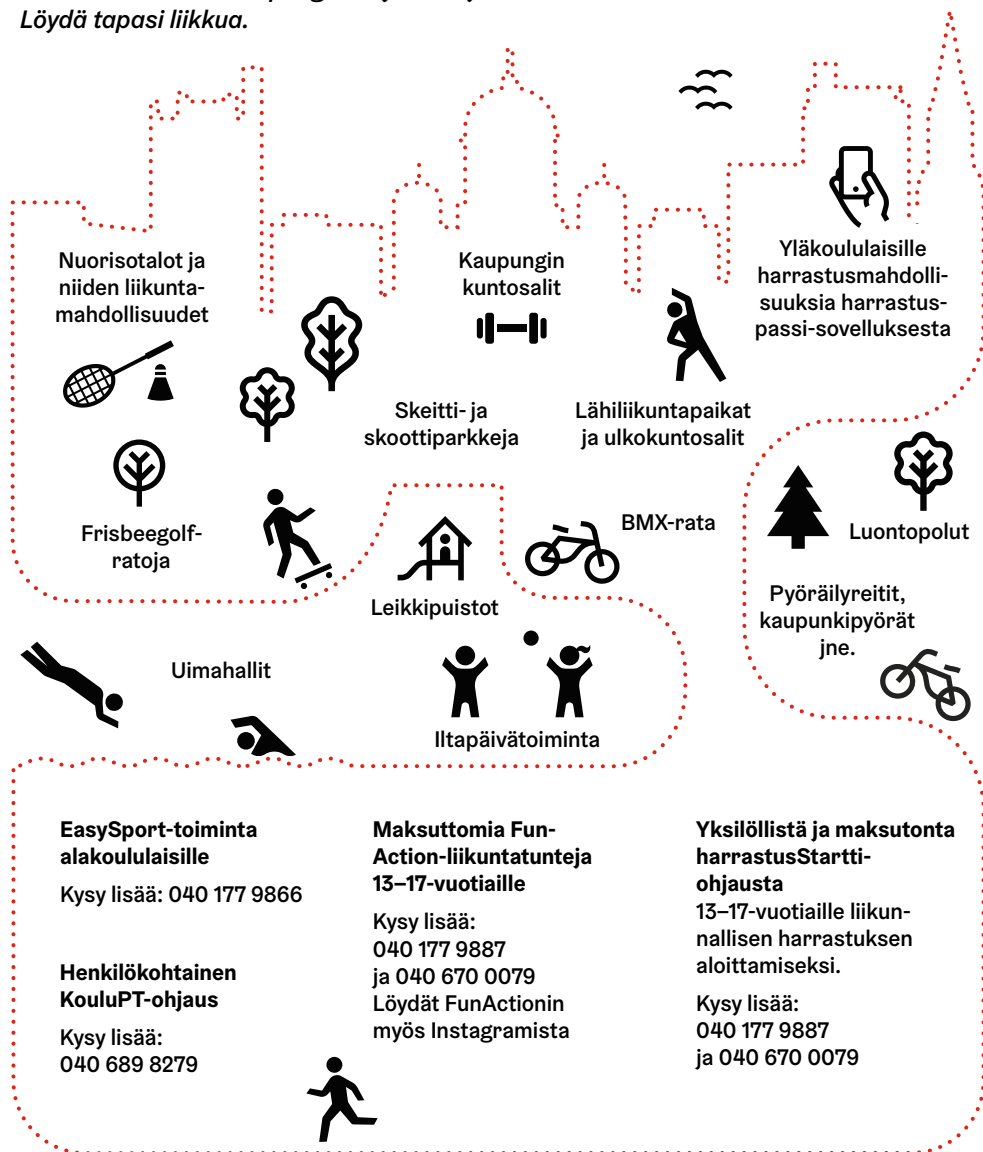 Löydä tapasi liikkua.
Nuorisotalot ja
niiden liikunta-
mahdollisuudet
Kaupungin
kuntosalit
Yläkoululaisille
harrastusmahdolli-
suuksia harrastus-
passi-sovelluksesta
Skeitti- ja
skoottiparkkeja
Lähiliikuntapaikat
ja ulkokuntosalit
Frisbeegolf-
ratoja
BMX-rata
Luontopolut
Leikkipuistot
Pyöräilyreitit,
kaupunkipyörät
jne.
Uimahallit
Iltapäivätoiminta
EasySport-toiminta
alakoululaisille
Kysy lisää: 040 177 9866
Henkilökohtainen
KouluPT-ohjaus
Kysy lisää:
040 689 8279
Maksuttomia Fun-
Action-liikuntatunteja
13–17-vuotiaille
Kysy lisää:
040 177 9887
ja 040 670 0079
Löydät FunActionin
myös Instagramista
Yksilöllistä ja maksutonta
harrastusStartti-
ohjausta
13–17-vuotiaille liikun-
nallisen harrastuksen
aloittamiseksi.
Kysy lisää:
040 177 9887
ja 040 670 0079